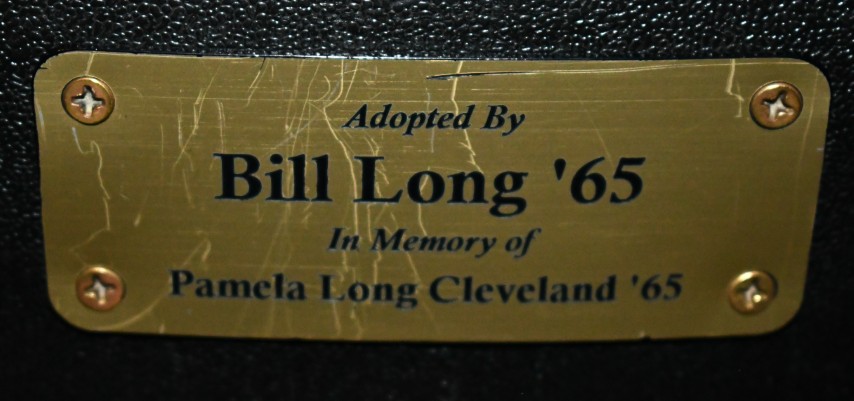 Adopted By
Bill Long '65
In Memory of
Pamela Long Cleveland '65